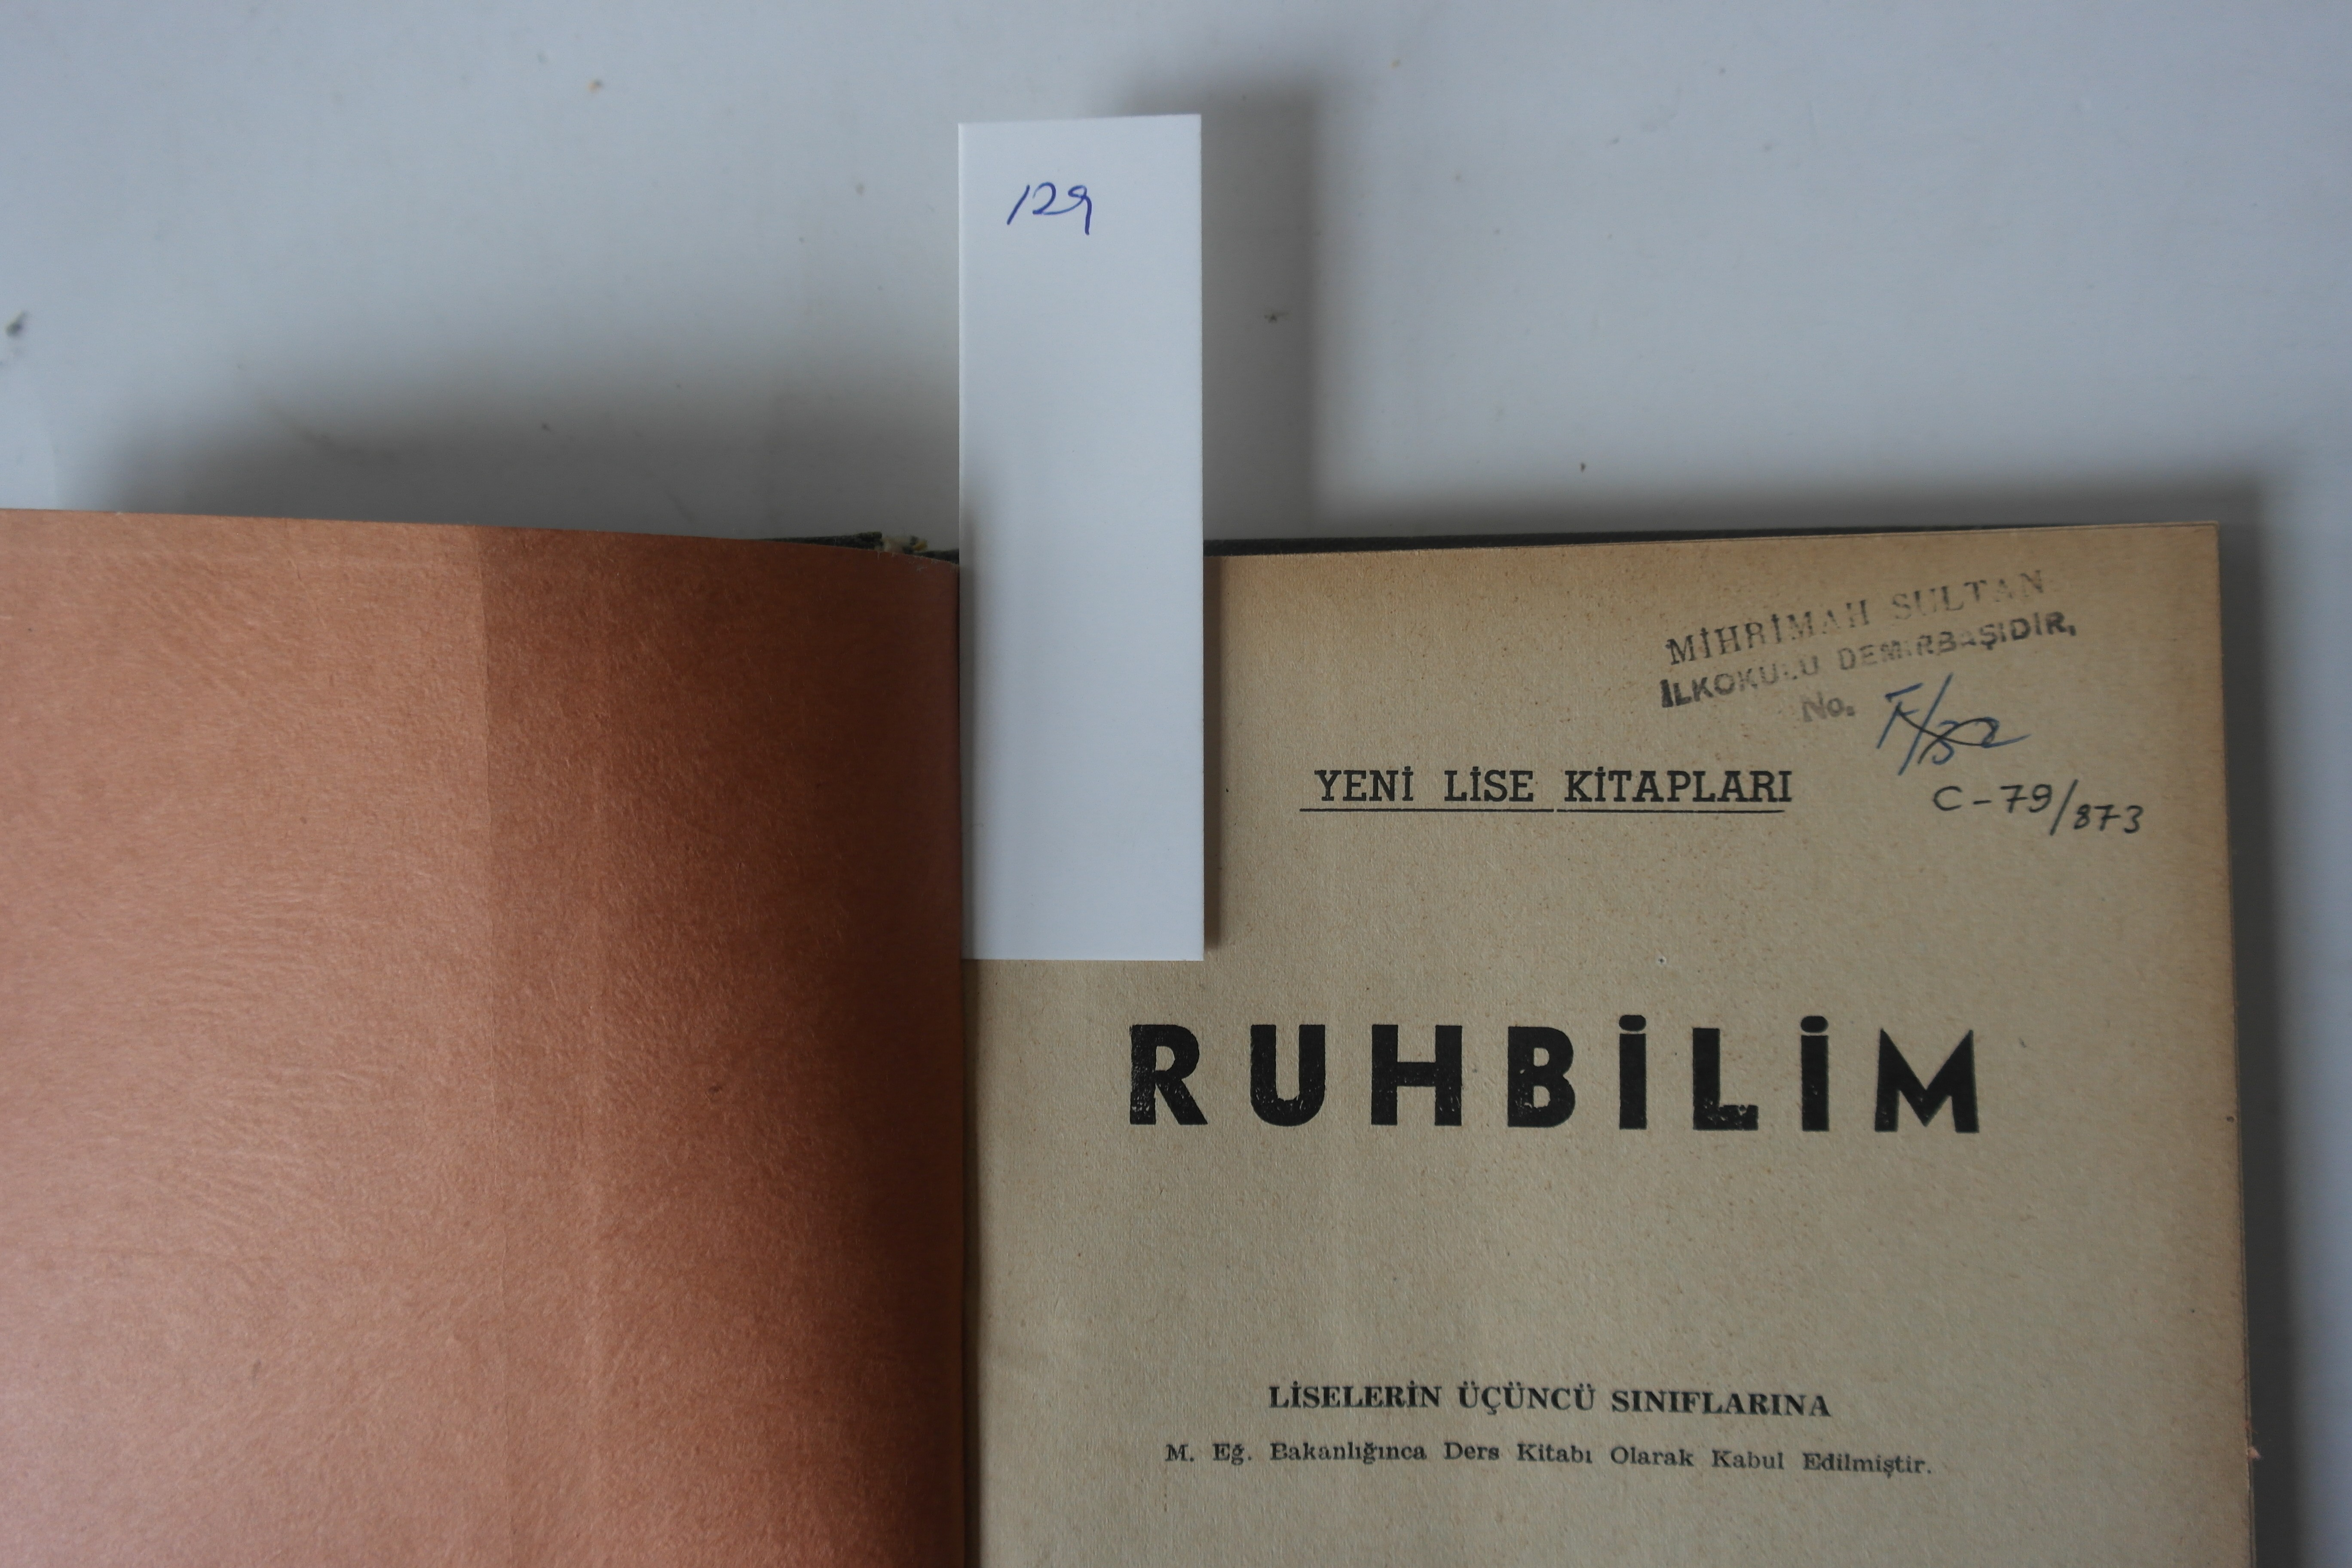 129
MİHRİMAH SULTAN
İLKOKULU DEMİRBAŞIDIR,
No.
C-79/873
YENİ LİSE KİTAPLARI
RUHBİLİM
LİSELERİN ÜÇÜNCÜ SINIFLARINA
M. Eğ. Bakanlığınca Ders Kitabı Olarak Kabul Edilmiştir.